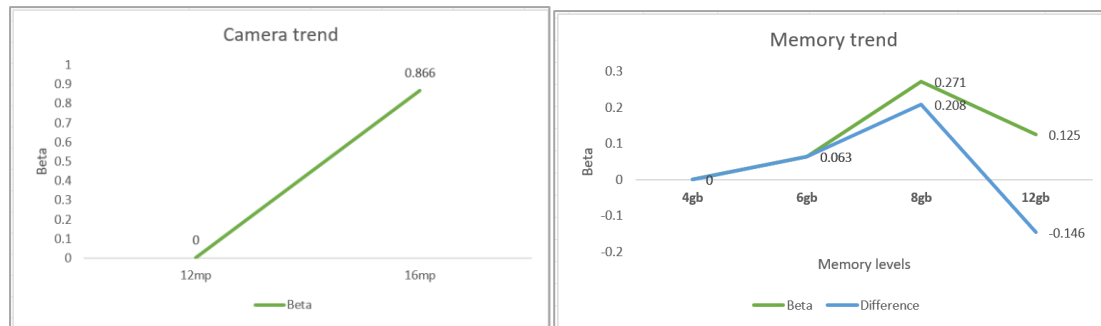 Camera trend
1
0.9
0.8
0.7
0.6
0.5
0.4
0.3
0.2
0.1
0
Beta
0.866
0
12mp
16mp
Beta
Memory trend
0.3
0.2
0.1
0
-0.1
-0.2
Beta
0.271
0.208
0.125
0.063
0
4gb
6gb
8gb
12gb
-0.146
Memory levels
Beta
Difference